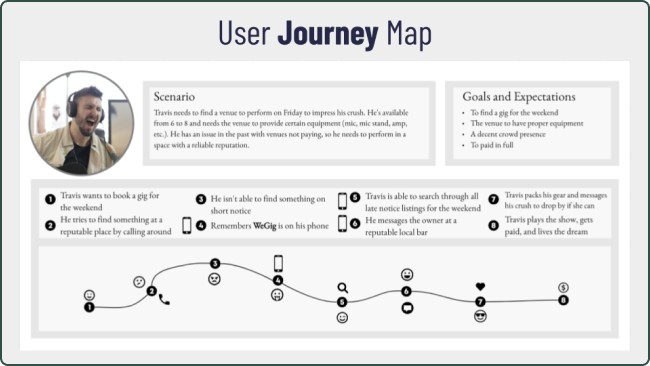 User Journey Map
Scenario
Travis needs to find a venue to perform on Friday to impress his crush. He's available
from 6 to 8 and needs the venue to provide certain equipment (mic, mic stand, amp,
etc.). He has an issue in the past with venues not paying, so he needs to perform in a
space with a reliable reputation.
Goals and Expectations
• To find a gig for the weekend
• The venue to have proper equipment
• A decent crowd presence
• To paid in full
1 Travis wants to book a gig for
the weekend
2 He tries to find something at a
reputable place by calling around
3 He isn't able to find something on
short notice
4 Remembers WeGig is on his phone
5 Travis is able to search through all
late notice listings for the weekend
6 He messages the owner at a
reputable local bar
7 Travis packs his gear and messages
his crush to drop by if she can
8 Travis plays the show, gets
paid, and lives the dream
1
2
3
4
5
6
7
$
8